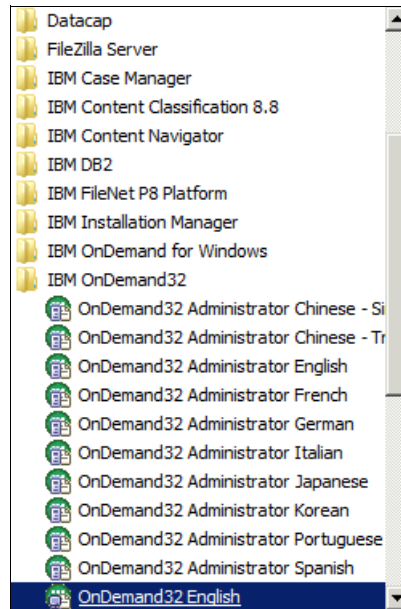 Datacap
FileZilla Server
IBM Case Manager
IBM Content Classification 8.8
IBM Content Navigator
IBM DB2
IBM FileNet P8 Platform
IBM Installation Manager
IBM OnDemand for Windows
IBM OnDemand32
OnDemand32 Administrator Chinese - Si
OnDemand32 Administrator Chinese - Tr
OnDemand32 Administrator English
OnDemand32 Administrator French
OnDemand32 Administrator German
OnDemand32 Administrator Italian
OnDemand32 Administrator Japanese
OnDemand32 Administrator Korean
OnDemand32 Administrator Portuguese
OnDemand32 Administrator Spanish
OnDemand32 English